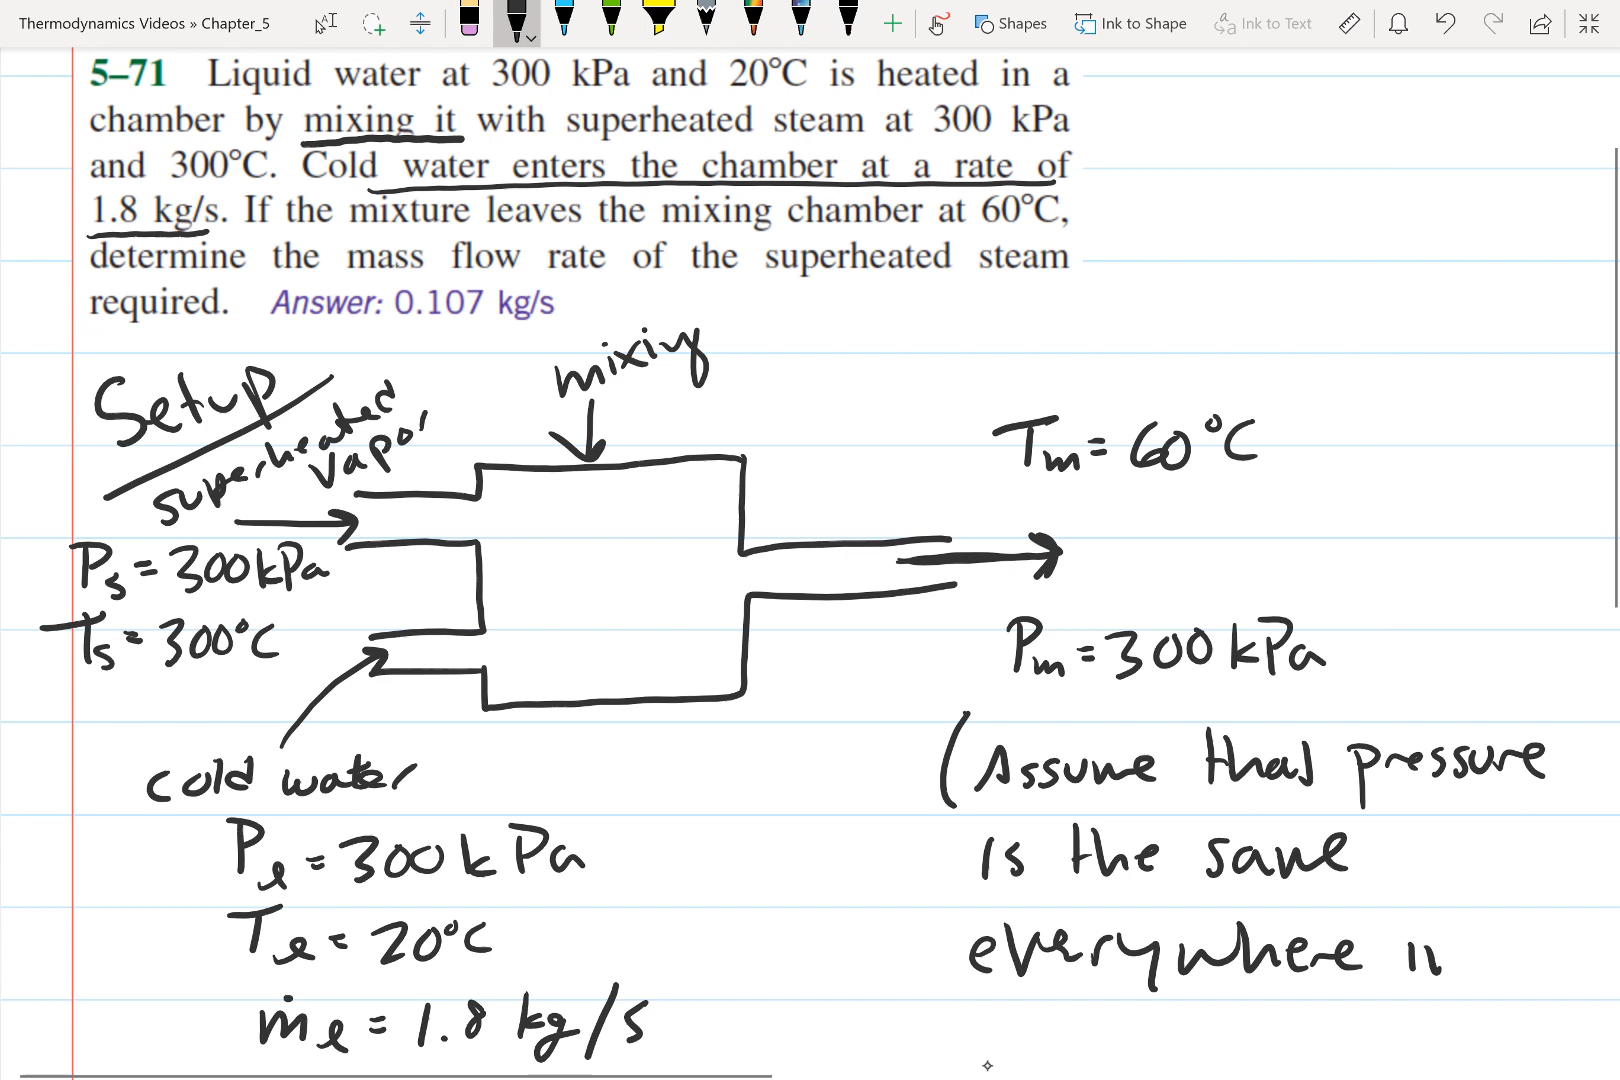 Thermodynamics Videos » Chapter_5
Shapes
Ink to Shape
Ink to Text
5–71 Liquid water at 300 kPa and 20°C is heated in a
chamber by mixing it with superheated steam at 300 kPa
and 300°C. Cold water enters the chamber at a rate of
1.8 kg/s. If the mixture leaves the mixing chamber at 60°C,
determine the mass flow rate of the superheated steam
required. Answer: 0.107 kg/s
Setup
mixing
superheated
vapor
Tm = 60°C
Ps = 300 kPa
Ts = 300°C
Pm = 300 kPa
cold water
(Assume that pressure
is the same
everywhere
Pl = 300 kPa
Tl = 20°C
ṁl = 1.8 kg/s